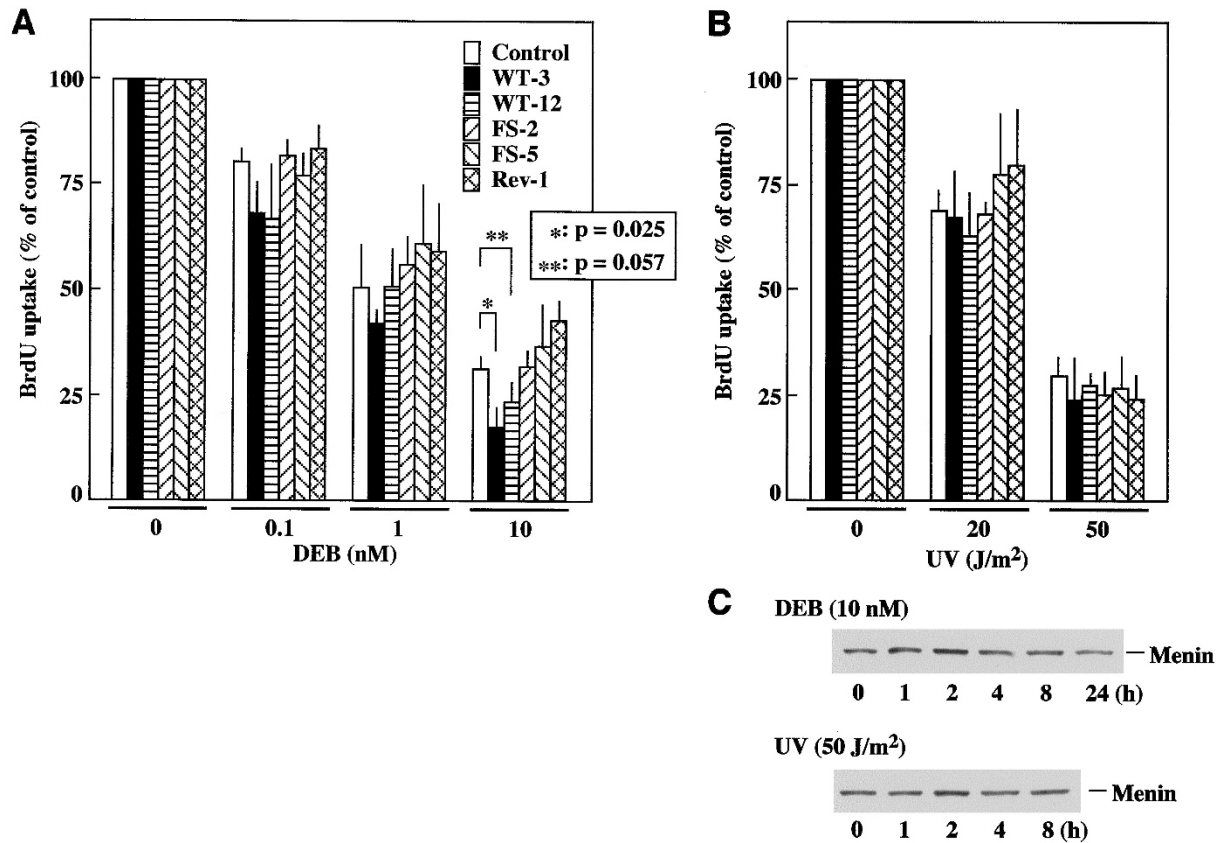 A
BrdU uptake (% of control)
100
75
50
25
0
Control
WT-3
WT-12
FS-2
FS-5
Rev-1
*: p = 0.025
**: p = 0.057
**
*
0 0.1 1 10
DEB (nM)
B
BrdU uptake (% of control)
100
75
50
25
0
0 20 50
UV (J/m²)
C
DEB (10 nM)
Menin
0 1 2 4 8 24 (h)
UV (50 J/m²)
Menin
0 1 2 4 8 (h)